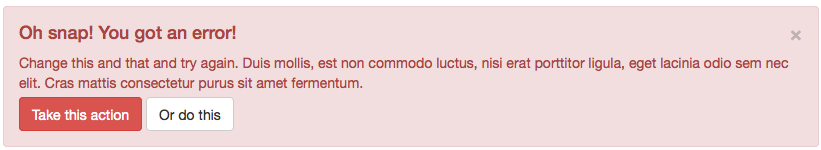 Oh snap! You got an error!
×
Change this and that and try again. Duis mollis, est non commodo luctus, nisi erat porttitor ligula, eget lacinia odio sem nec
elit. Cras mattis consectetur purus sit amet fermentum.
Take this action
Or do this